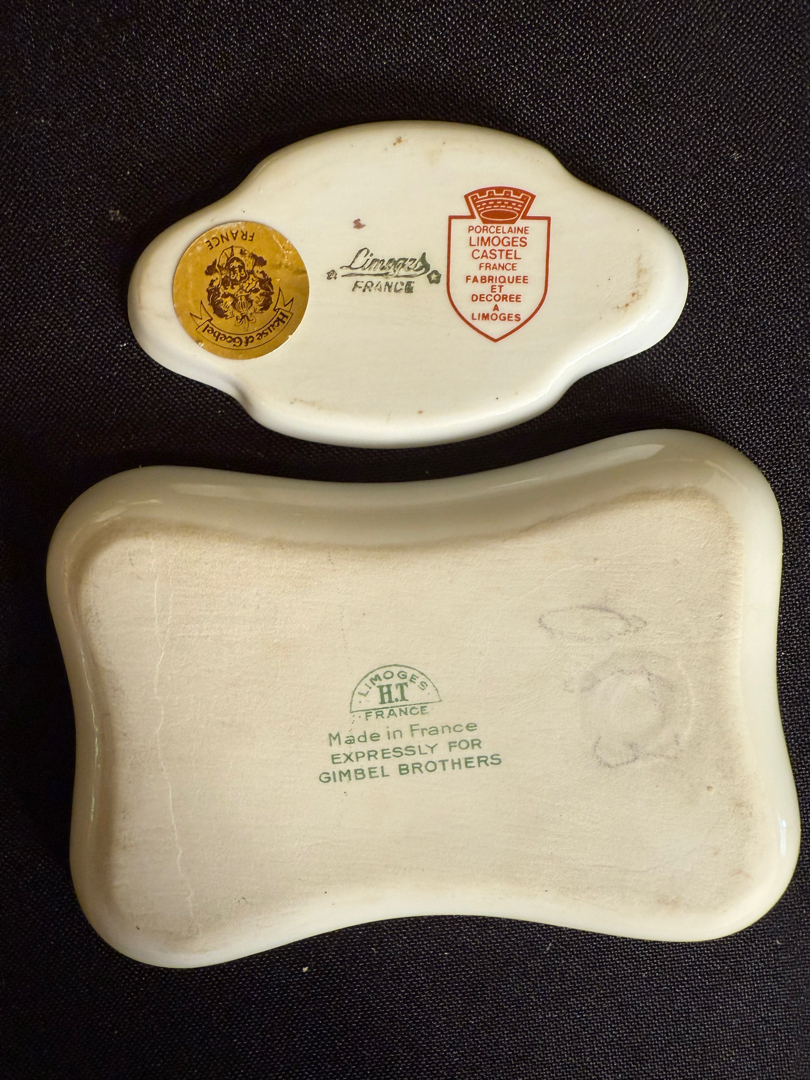 FRANCE
House of Goebel
Limoges
FRANCE
PORCELAINE
LIMOGES
CASTEL
FRANCE
FABRIQUEE
ET
DECOREE
A
LIMOGES
LIMOGES
H.T
FRANCE
Made in France
EXPRESSLY FOR
GIMBEL BROTHERS